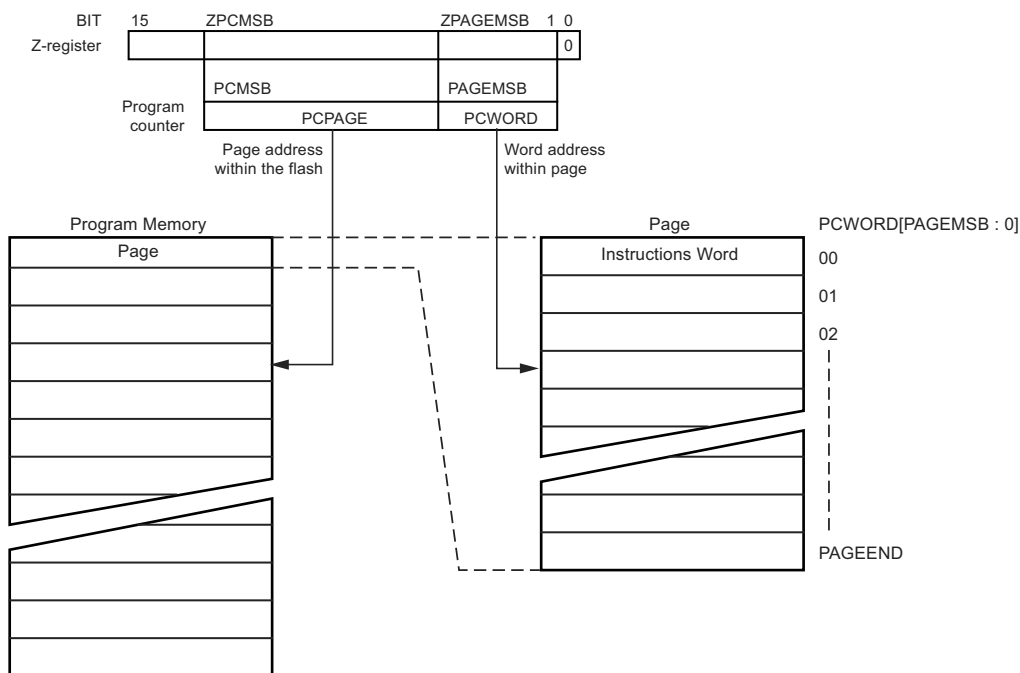 BIT 15 ZPCMSB ZPAGEMSB 1 0
Z-register 0
PCMSB PAGEMSB
Program
counter
PCPAGE PCWORD
Page address
within the flash
Word address
within page
Program Memory
Page
Page
Instructions Word
PCWORD[PAGEMSB : 0]
00
01
02
PAGEEND